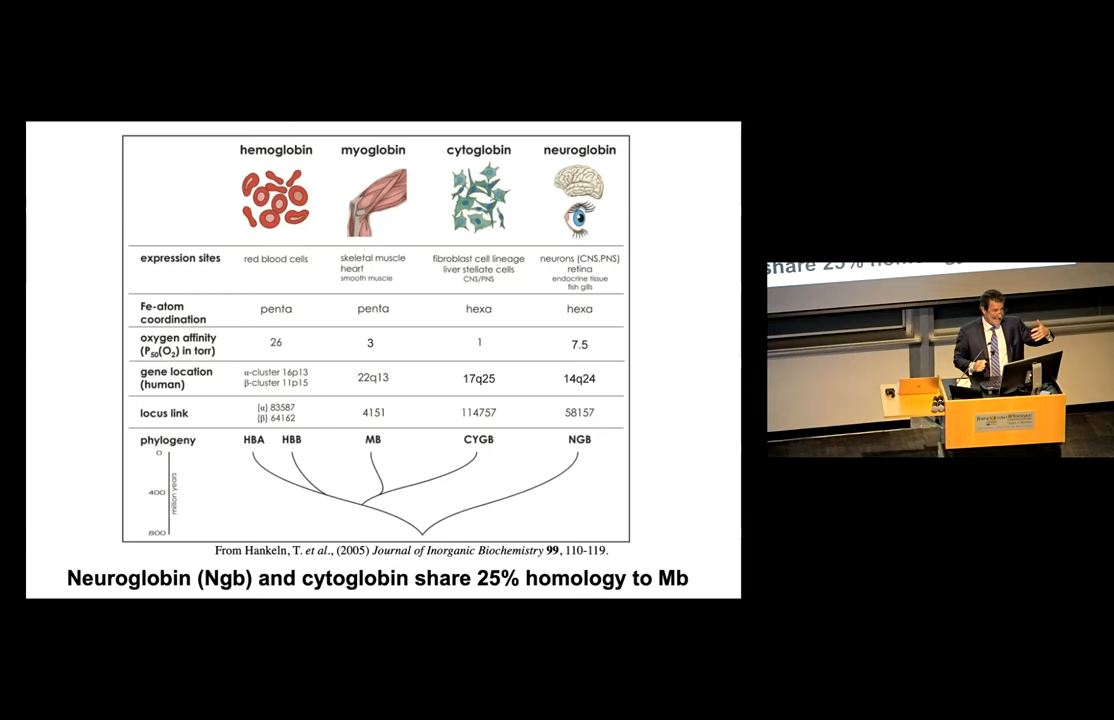 hemoglobin myoglobin cytoglobin neuroglobin
expression sites
red blood cells
skeletal muscle
heart
smooth muscle
fibroblast cell lineage
liver stellate cells
CNS/PNS
neurons (CNS,PNS)
retina
endocrine tissue
fish gills
Fe-atom
coordination
penta penta hexa hexa
oxygen affinity
(P50(O2) in torr)
26 3 1 7.5
gene location
(human)
α-cluster 16p13
β-cluster 11p15
22q13 17q25 14q24
locus link
(α) 83587
(β) 64162
4151 114757 58157
phylogeny HBA HBB MB CYGB NGB
0
400
800
million years
From Hankeln, T. et al., (2005) Journal of Inorganic Biochemistry 99, 110-119.
Neuroglobin (Ngb) and cytoglobin share 25% homology to Mb
share 25%